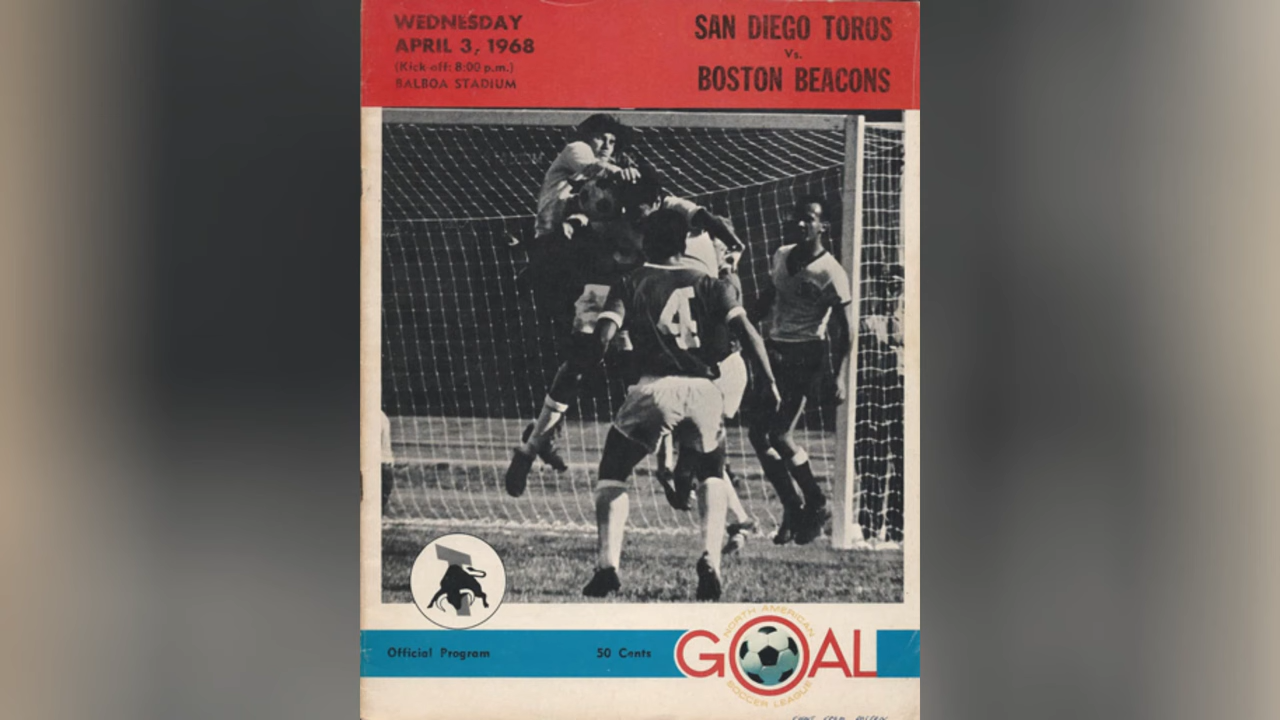 WEDNESDAY
APRIL 3, 1968
(Kick off: 8:00 p.m.)
BALBOA STADIUM
SAN DIEGO TOROS
Vs.
BOSTON BEACONS
4
Official Program
50 Cents
NORTH AMERICAN
GOAL
SOCCER LEAGUE